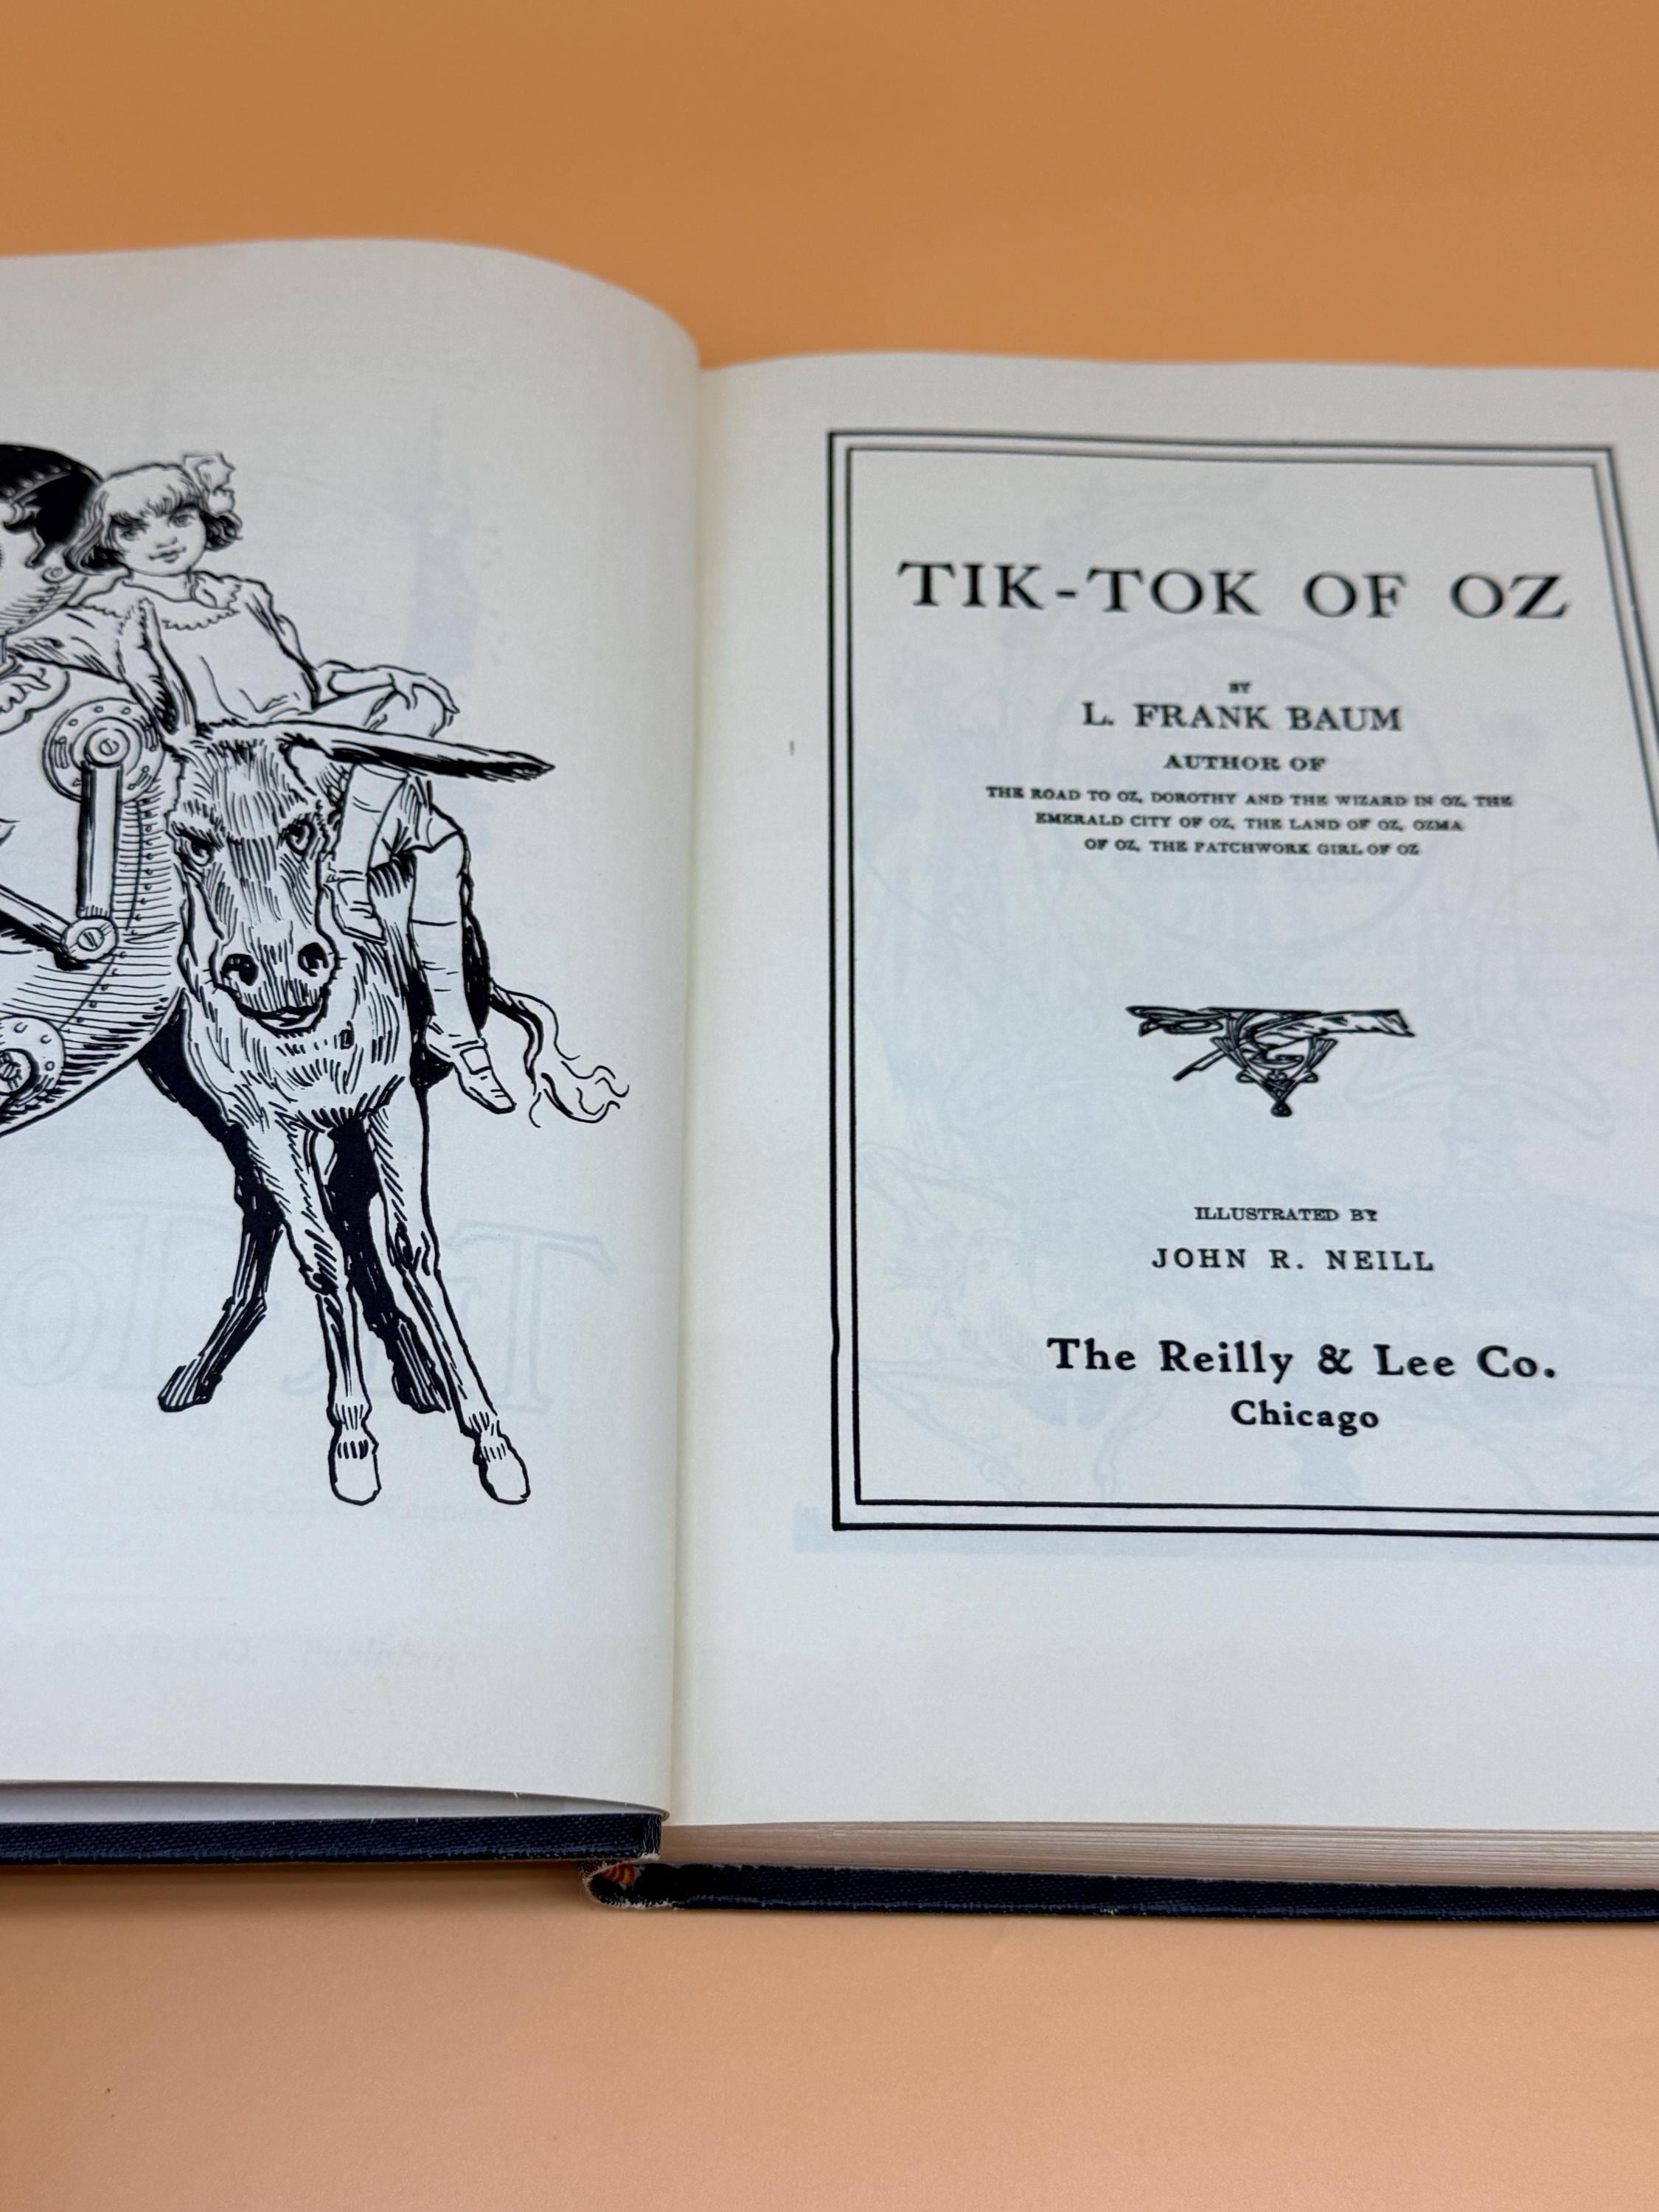 TIK-TOK OF OZ
BY
L. FRANK BAUM
AUTHOR OF
THE ROAD TO OZ, DOROTHY AND THE WIZARD IN OZ, THE
EMERALD CITY OF OZ, THE LAND OF OZ, OZMA
OF OZ, THE PATCHWORK GIRL OF OZ
ILLUSTRATED BY
JOHN R. NEILL
The Reilly & Lee Co.
Chicago